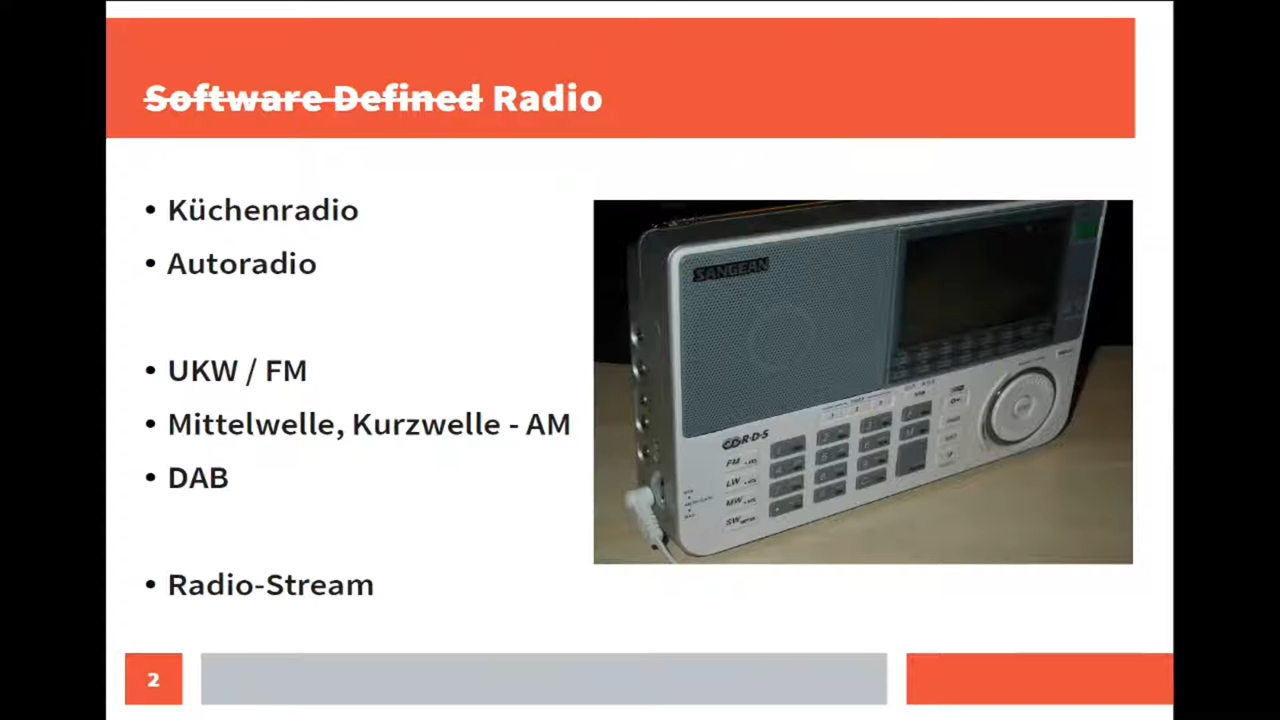 Software Defined Radio
• Küchenradio
• Autoradio
• UKW / FM
• Mittelwelle, Kurzwelle - AM
• DAB
• Radio-Stream
SANGEAN
R·D·S
FM
LW
MW
SW
2